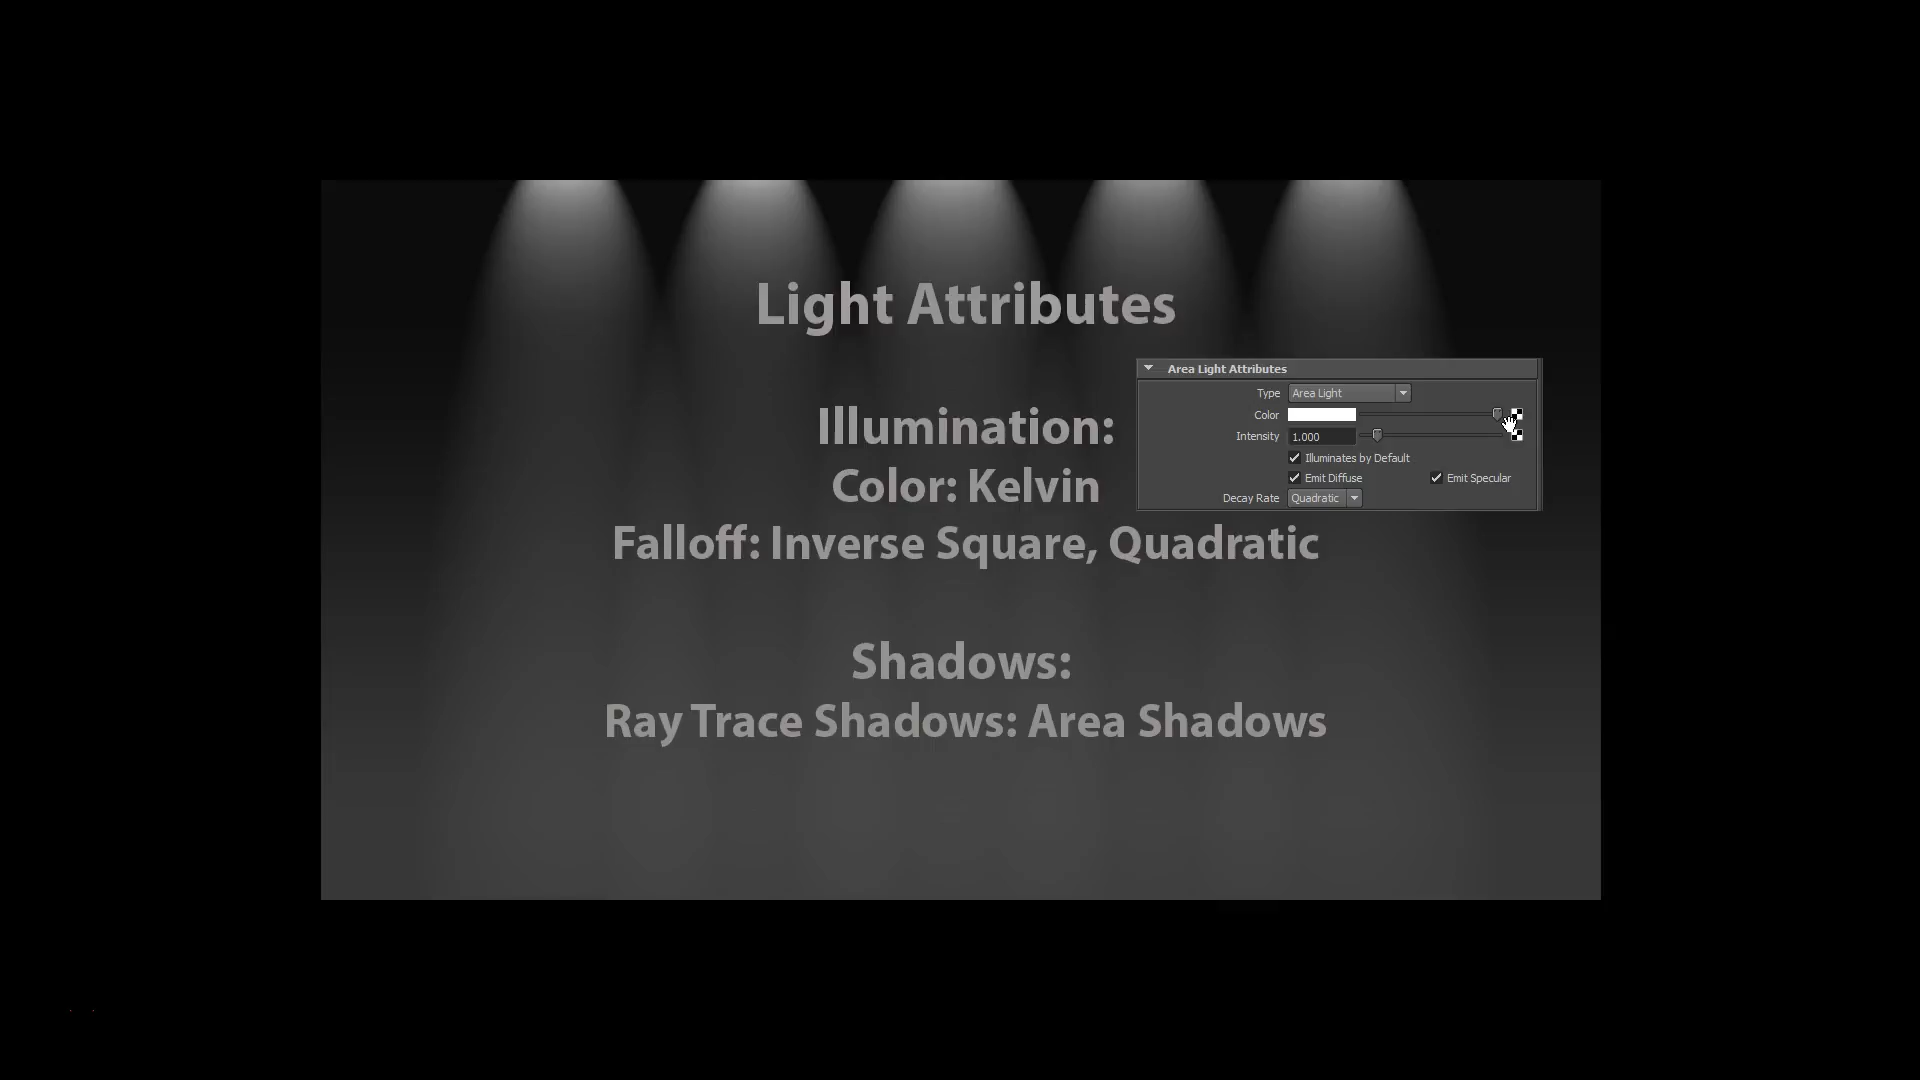 Light Attributes
Area Light Attributes
Type Area Light
Color
Intensity 1.000
Illuminates by Default
Emit Diffuse Emit Specular
Decay Rate Quadratic
Illumination:
Color: Kelvin
Falloff: Inverse Square, Quadratic
Shadows:
Ray Trace Shadows: Area Shadows